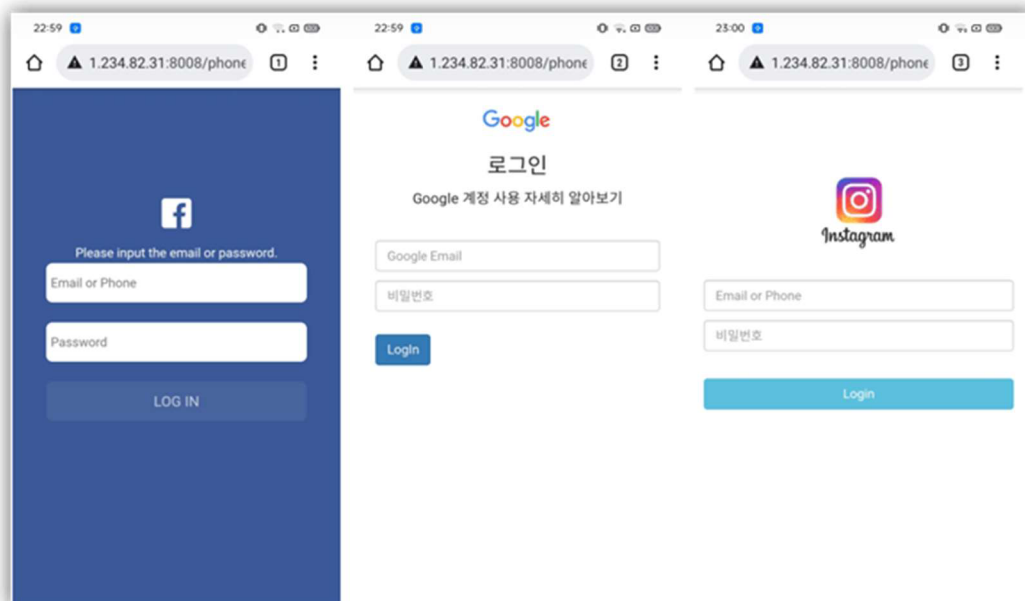 22:59
1.234.82.31:8008/phone
1
f
Please input the email or password.
Email or Phone
Password
LOG IN
22:59
1.234.82.31:8008/phone
2
Google
로그인
Google 계정 사용 자세히 알아보기
Google Email
비밀번호
LogIn
23:00
1.234.82.31:8008/phone
3
Instagram
Email or Phone
비밀번호
Login